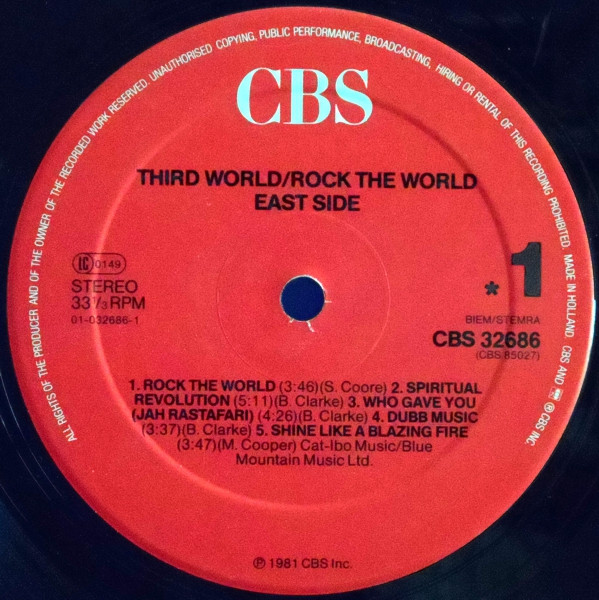 ALL RIGHTS OF THE PRODUCER AND OF THE OWNER OF THE RECORDED WORK RESERVED. UNAUTHORISED COPYING, PUBLIC PERFORMANCE, BROADCASTING, HIRING OR RENTAL OF THIS RECORDING PROHIBITED. MADE IN HOLLAND. CBS AND ℗ CBS INC.
CBS
THIRD WORLD/ROCK THE WORLD
EAST SIDE
LC 0149
STEREO
33 1/3 RPM
01-032686-1
* 1
BIEM/STEMRA
CBS 32686
(CBS 85027)
1. ROCK THE WORLD (3:46)(S. Coore) 2. SPIRITUAL
REVOLUTION (5:11)(B. Clarke) 3. WHO GAVE YOU
(JAH RASTAFARI) (4:26)(B. Clarke) 4. DUBB MUSIC
(3:37)(B. Clarke) 5. SHINE LIKE A BLAZING FIRE
(3:47)(M. Cooper) Cat-Ibo Music/Blue
Mountain Music Ltd.
℗ 1981 CBS Inc.